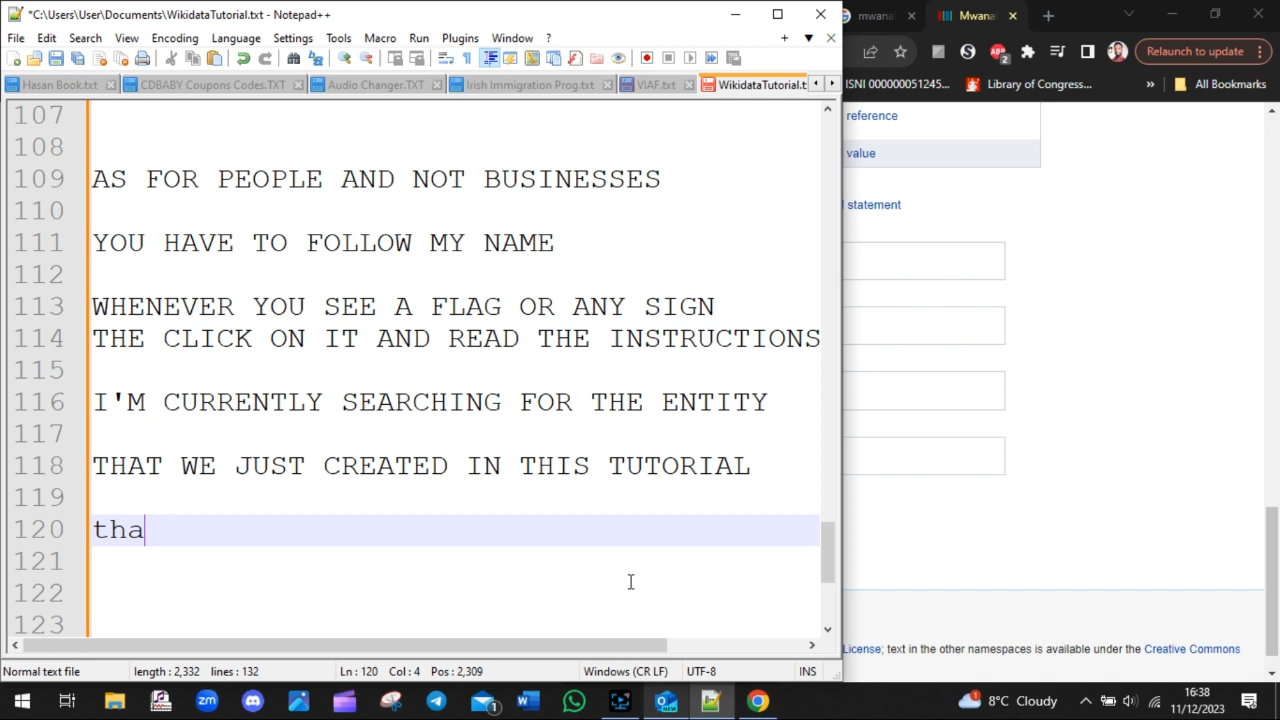 *C:\Users\User\Documents\WikidataTutorial.txt - Notepad++
File Edit Search View Encoding Language Settings Tools Macro Run Plugins Window ?
Hasan Book.txt CDBABY Coupons Codes.TXT Audio Changer.TXT Irish Immigration Prog.txt VIAF.txt WikidataTutorial.t
107
108
109 AS FOR PEOPLE AND NOT BUSINESSES
110
111 YOU HAVE TO FOLLOW MY NAME
112
113 WHENEVER YOU SEE A FLAG OR ANY SIGN
114 THE CLICK ON IT AND READ THE INSTRUCTIONS
115
116 I'M CURRENTLY SEARCHING FOR THE ENTITY
117
118 THAT WE JUST CREATED IN THIS TUTORIAL
119
120 tha
121
122
123
Normal text file length : 2,332 lines : 132 Ln : 120 Col : 4 Pos : 2,309 Windows (CR LF) UTF-8 INS
mwana Mwana
Relaunch to update
ISNI 000000051245... Library of Congress... » All Bookmarks
reference
value
statement
License; text in the other namespaces is available under the Creative Commons
8°C Cloudy
16:38
11/12/2023